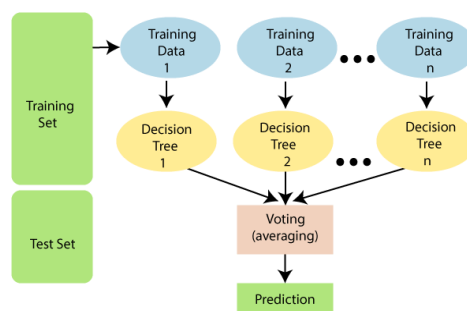 Training
Set
Test Set
Training
Data
1
Training
Data
2
Training
Data
n
Decision
Tree
1
Decision
Tree
2
Decision
Tree
n
Voting
(averaging)
Prediction